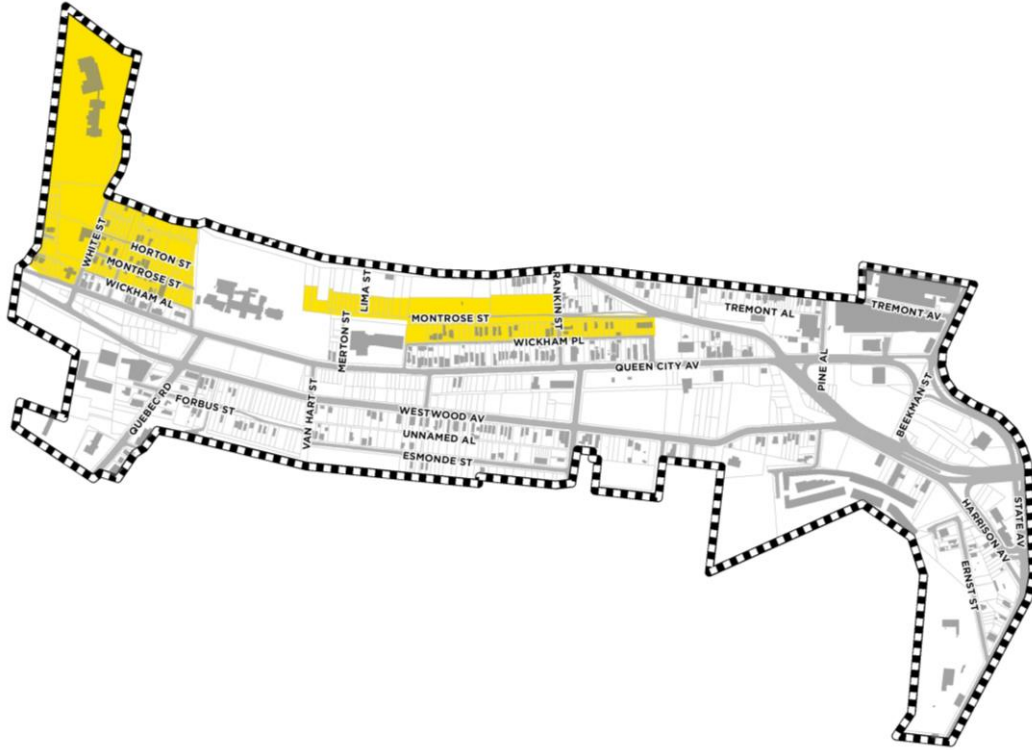 WHITE ST
HORTON ST
MONTROSE ST
WICKHAM AL
LIMA ST
RANKIN ST
MERTON ST
MONTROSE ST
WICKHAM PL
TREMONT AL
TREMONT AV
QUEEN CITY AV
PINE AL
BEEKMAN ST
QUEBEC RD
FORBUS ST
VAN HART ST
WESTWOOD AV
UNNAMED AL
ESMONDE ST
HARRISON AV
STATE AV
ERNST ST